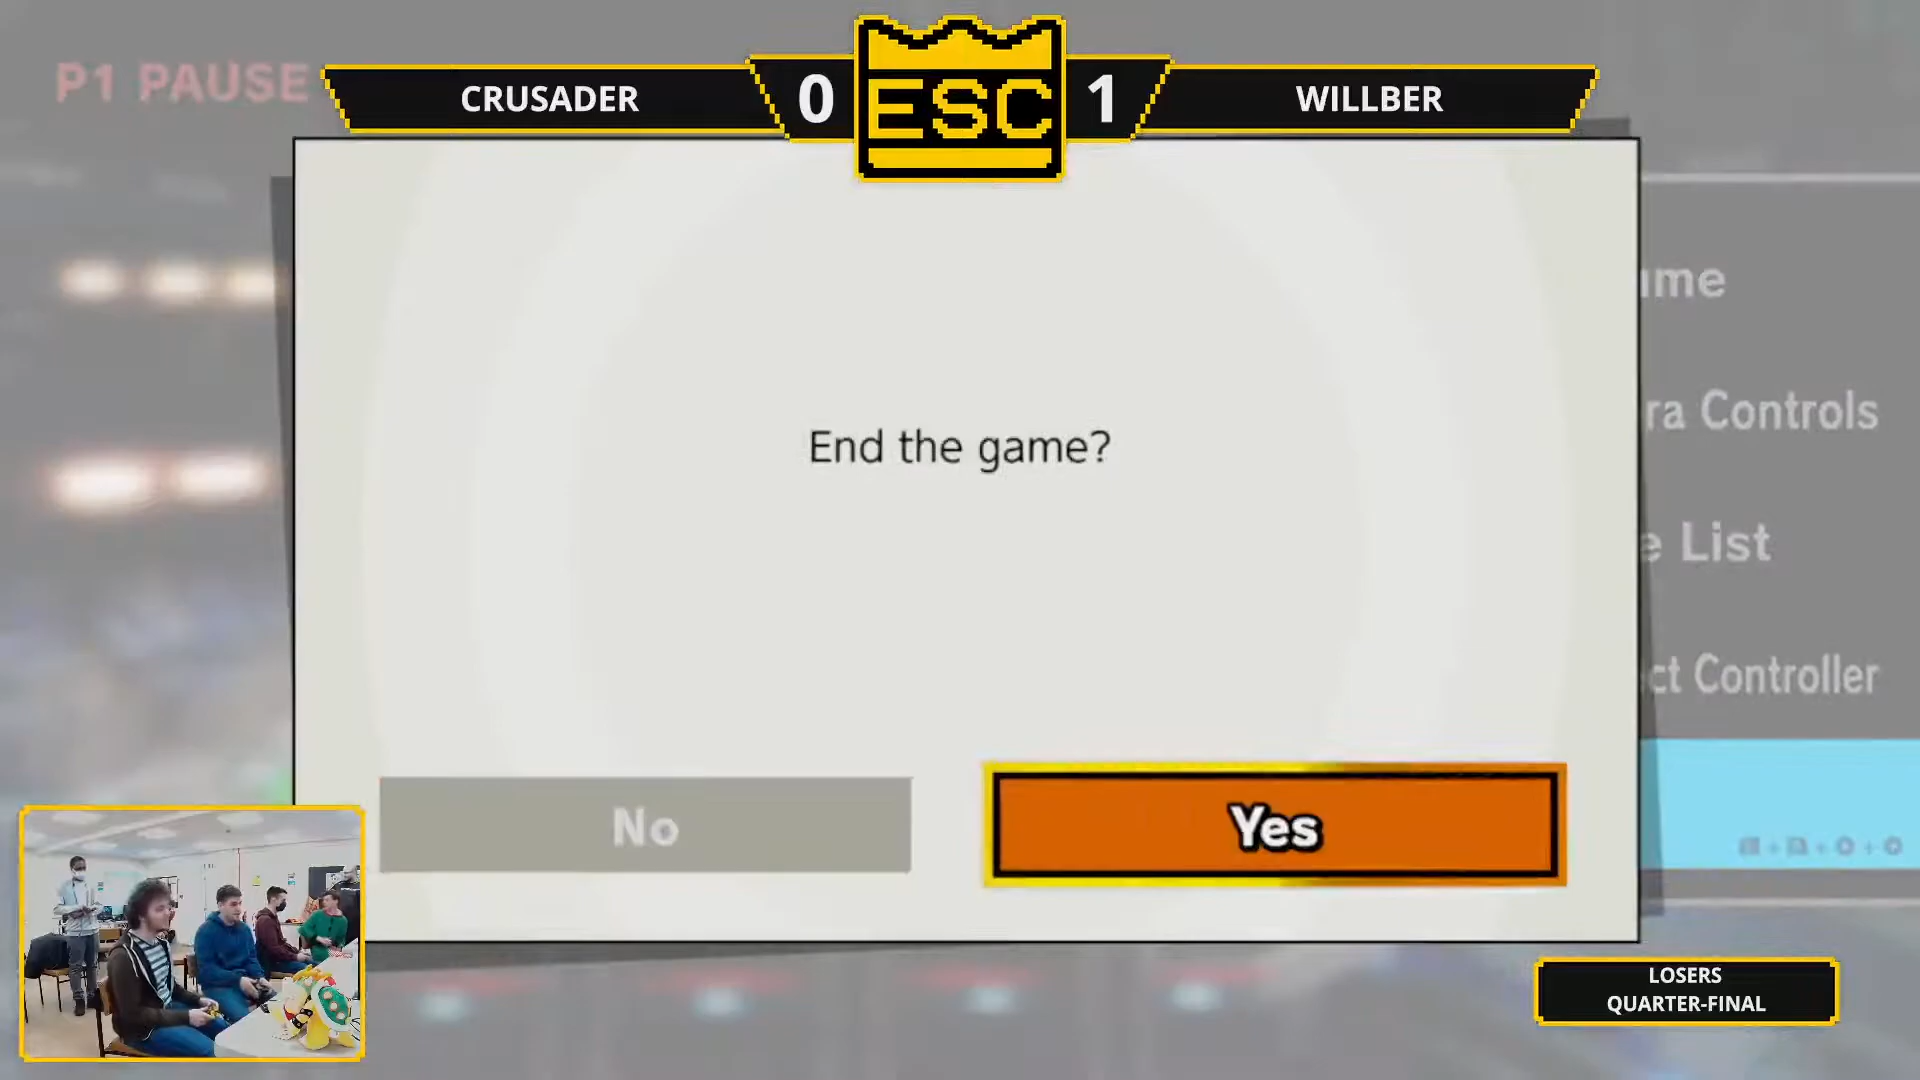 P1 PAUSE
CRUSADER
0
ESC
1
WILLBER
ume
ra Controls
e List
ct Controller
End the game?
No
Yes
LOSERS
QUARTER-FINAL